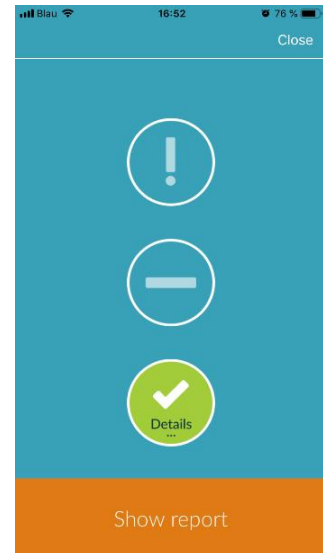 Blau 16:52 76 %
Close
Details
...
Show report